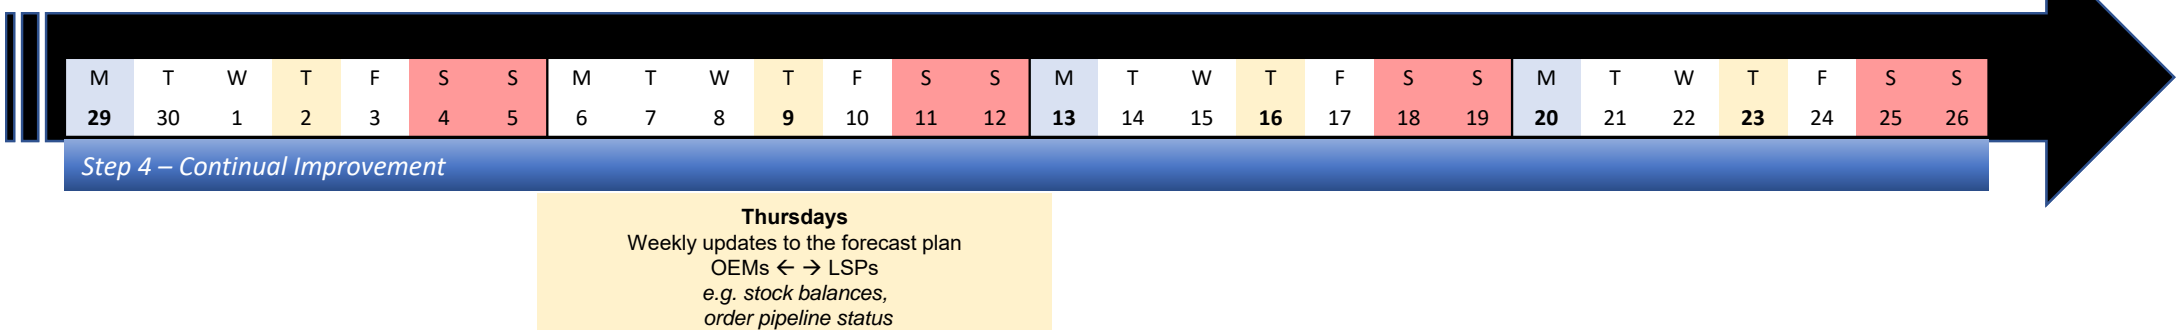 M T W T F S S M T W T F S S M T W T F S S M T W T F S S
29 30 1 2 3 4 5 6 7 8 9 10 11 12 13 14 15 16 17 18 19 20 21 22 23 24 25 26
Step 4 – Continual Improvement
Thursdays
Weekly updates to the forecast plan
OEMs ← → LSPs
e.g. stock balances,
order pipeline status